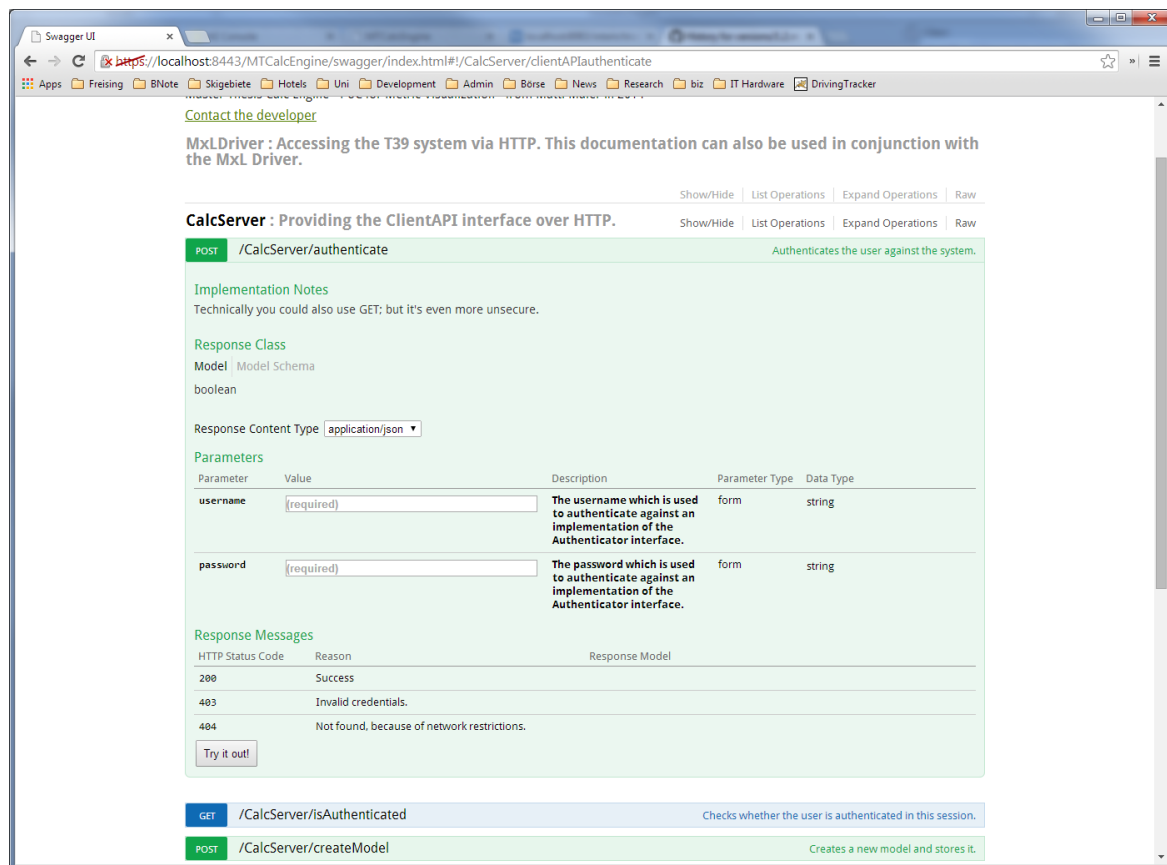 Swagger UI
https://localhost:8443/MTCalcEngine/swagger/index.html#!/CalcServer/clientAPIauthenticate
Apps Freising BNote Skigebiete Hotels Uni Development Admin Börse News Research biz IT Hardware DrivingTracker
Contact the developer
MxLDriver : Accessing the T39 system via HTTP. This documentation can also be used in conjunction with
the MxL Driver.
Show/Hide List Operations Expand Operations Raw
CalcServer : Providing the ClientAPI interface over HTTP. Show/Hide List Operations Expand Operations Raw
POST /CalcServer/authenticate Authenticates the user against the system.
Implementation Notes
Technically you could also use GET; but it's even more unsecure.
Response Class
Model Model Schema
boolean
Response Content Type application/json
Parameters
Parameter Value Description Parameter Type Data Type
username (required) The username which is used form string
to authenticate against an
implementation of the
Authenticator interface.
password (required) The password which is used form string
to authenticate against an
implementation of the
Authenticator interface.
Response Messages
HTTP Status Code Reason Response Model
200 Success
403 Invalid credentials.
404 Not found, because of network restrictions.
Try it out!
GET /CalcServer/isAuthenticated Checks whether the user is authenticated in this session.
POST /CalcServer/createModel Creates a new model and stores it.